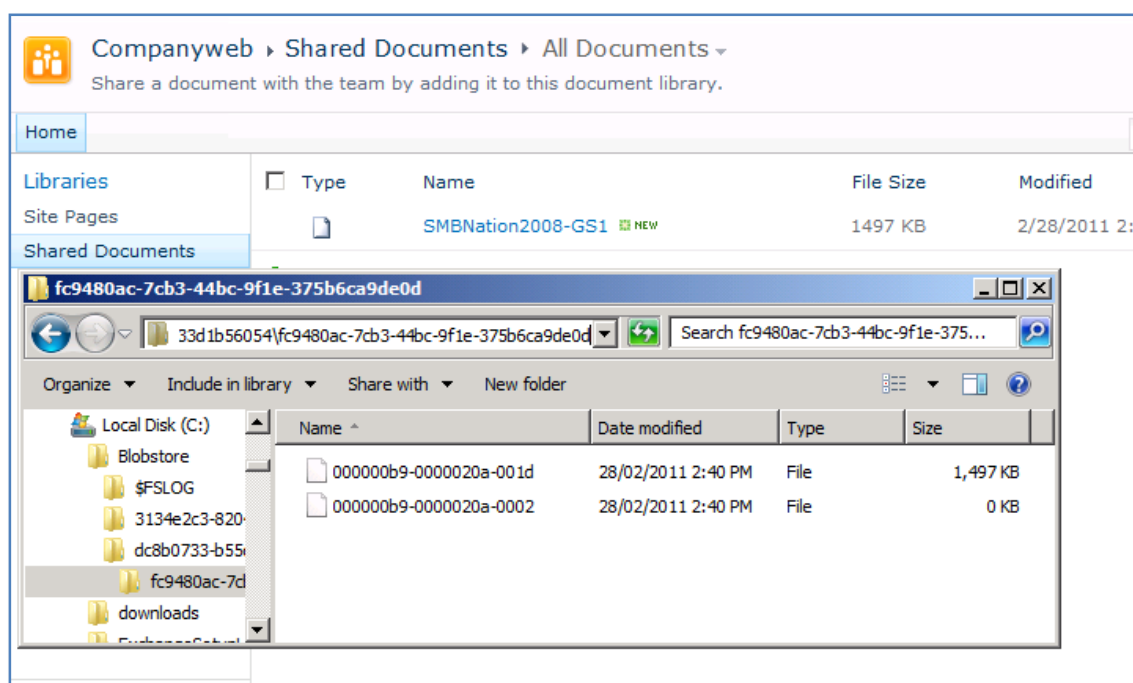 Companyweb ▸ Shared Documents ▸ All Documents
Share a document with the team by adding it to this document library.
Home
Libraries
Type Name File Size Modified
Site Pages
SMBNation2008-GS1 NEW 1497 KB 2/28/2011 2:
Shared Documents
fc9480ac-7cb3-44bc-9f1e-375b6ca9de0d
33d1b56054\fc9480ac-7cb3-44bc-9f1e-375b6ca9de0d Search fc9480ac-7cb3-44bc-9f1e-375...
Organize Include in library Share with New folder
Local Disk (C:)
Name Date modified Type Size
Blobstore
000000b9-0000020a-001d 28/02/2011 2:40 PM File 1,497 KB
$FSLOG
000000b9-0000020a-0002 28/02/2011 2:40 PM File 0 KB
3134e2c3-820-
dc8b0733-b55
fc9480ac-7c
downloads